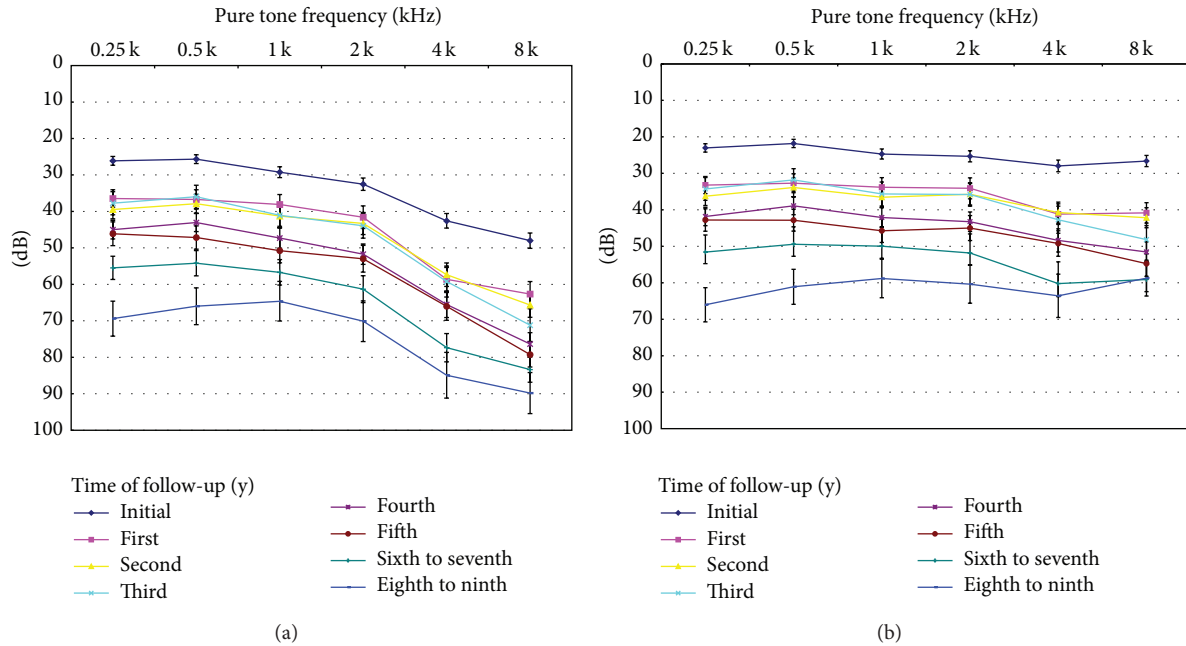 Pure tone frequency (kHz)
0.25 k 0.5 k 1 k 2 k 4 k 8 k
0
10
20
30
40
50
60
70
80
90
100
(dB)
Time of follow-up (y)
Initial
First
Second
Third
Fourth
Fifth
Sixth to seventh
Eighth to ninth
(a)
Pure tone frequency (kHz)
0.25 k 0.5 k 1 k 2 k 4 k 8 k
0
10
20
30
40
50
60
70
80
90
100
(dB)
Time of follow-up (y)
Initial
First
Second
Third
Fourth
Fifth
Sixth to seventh
Eighth to ninth
(b)